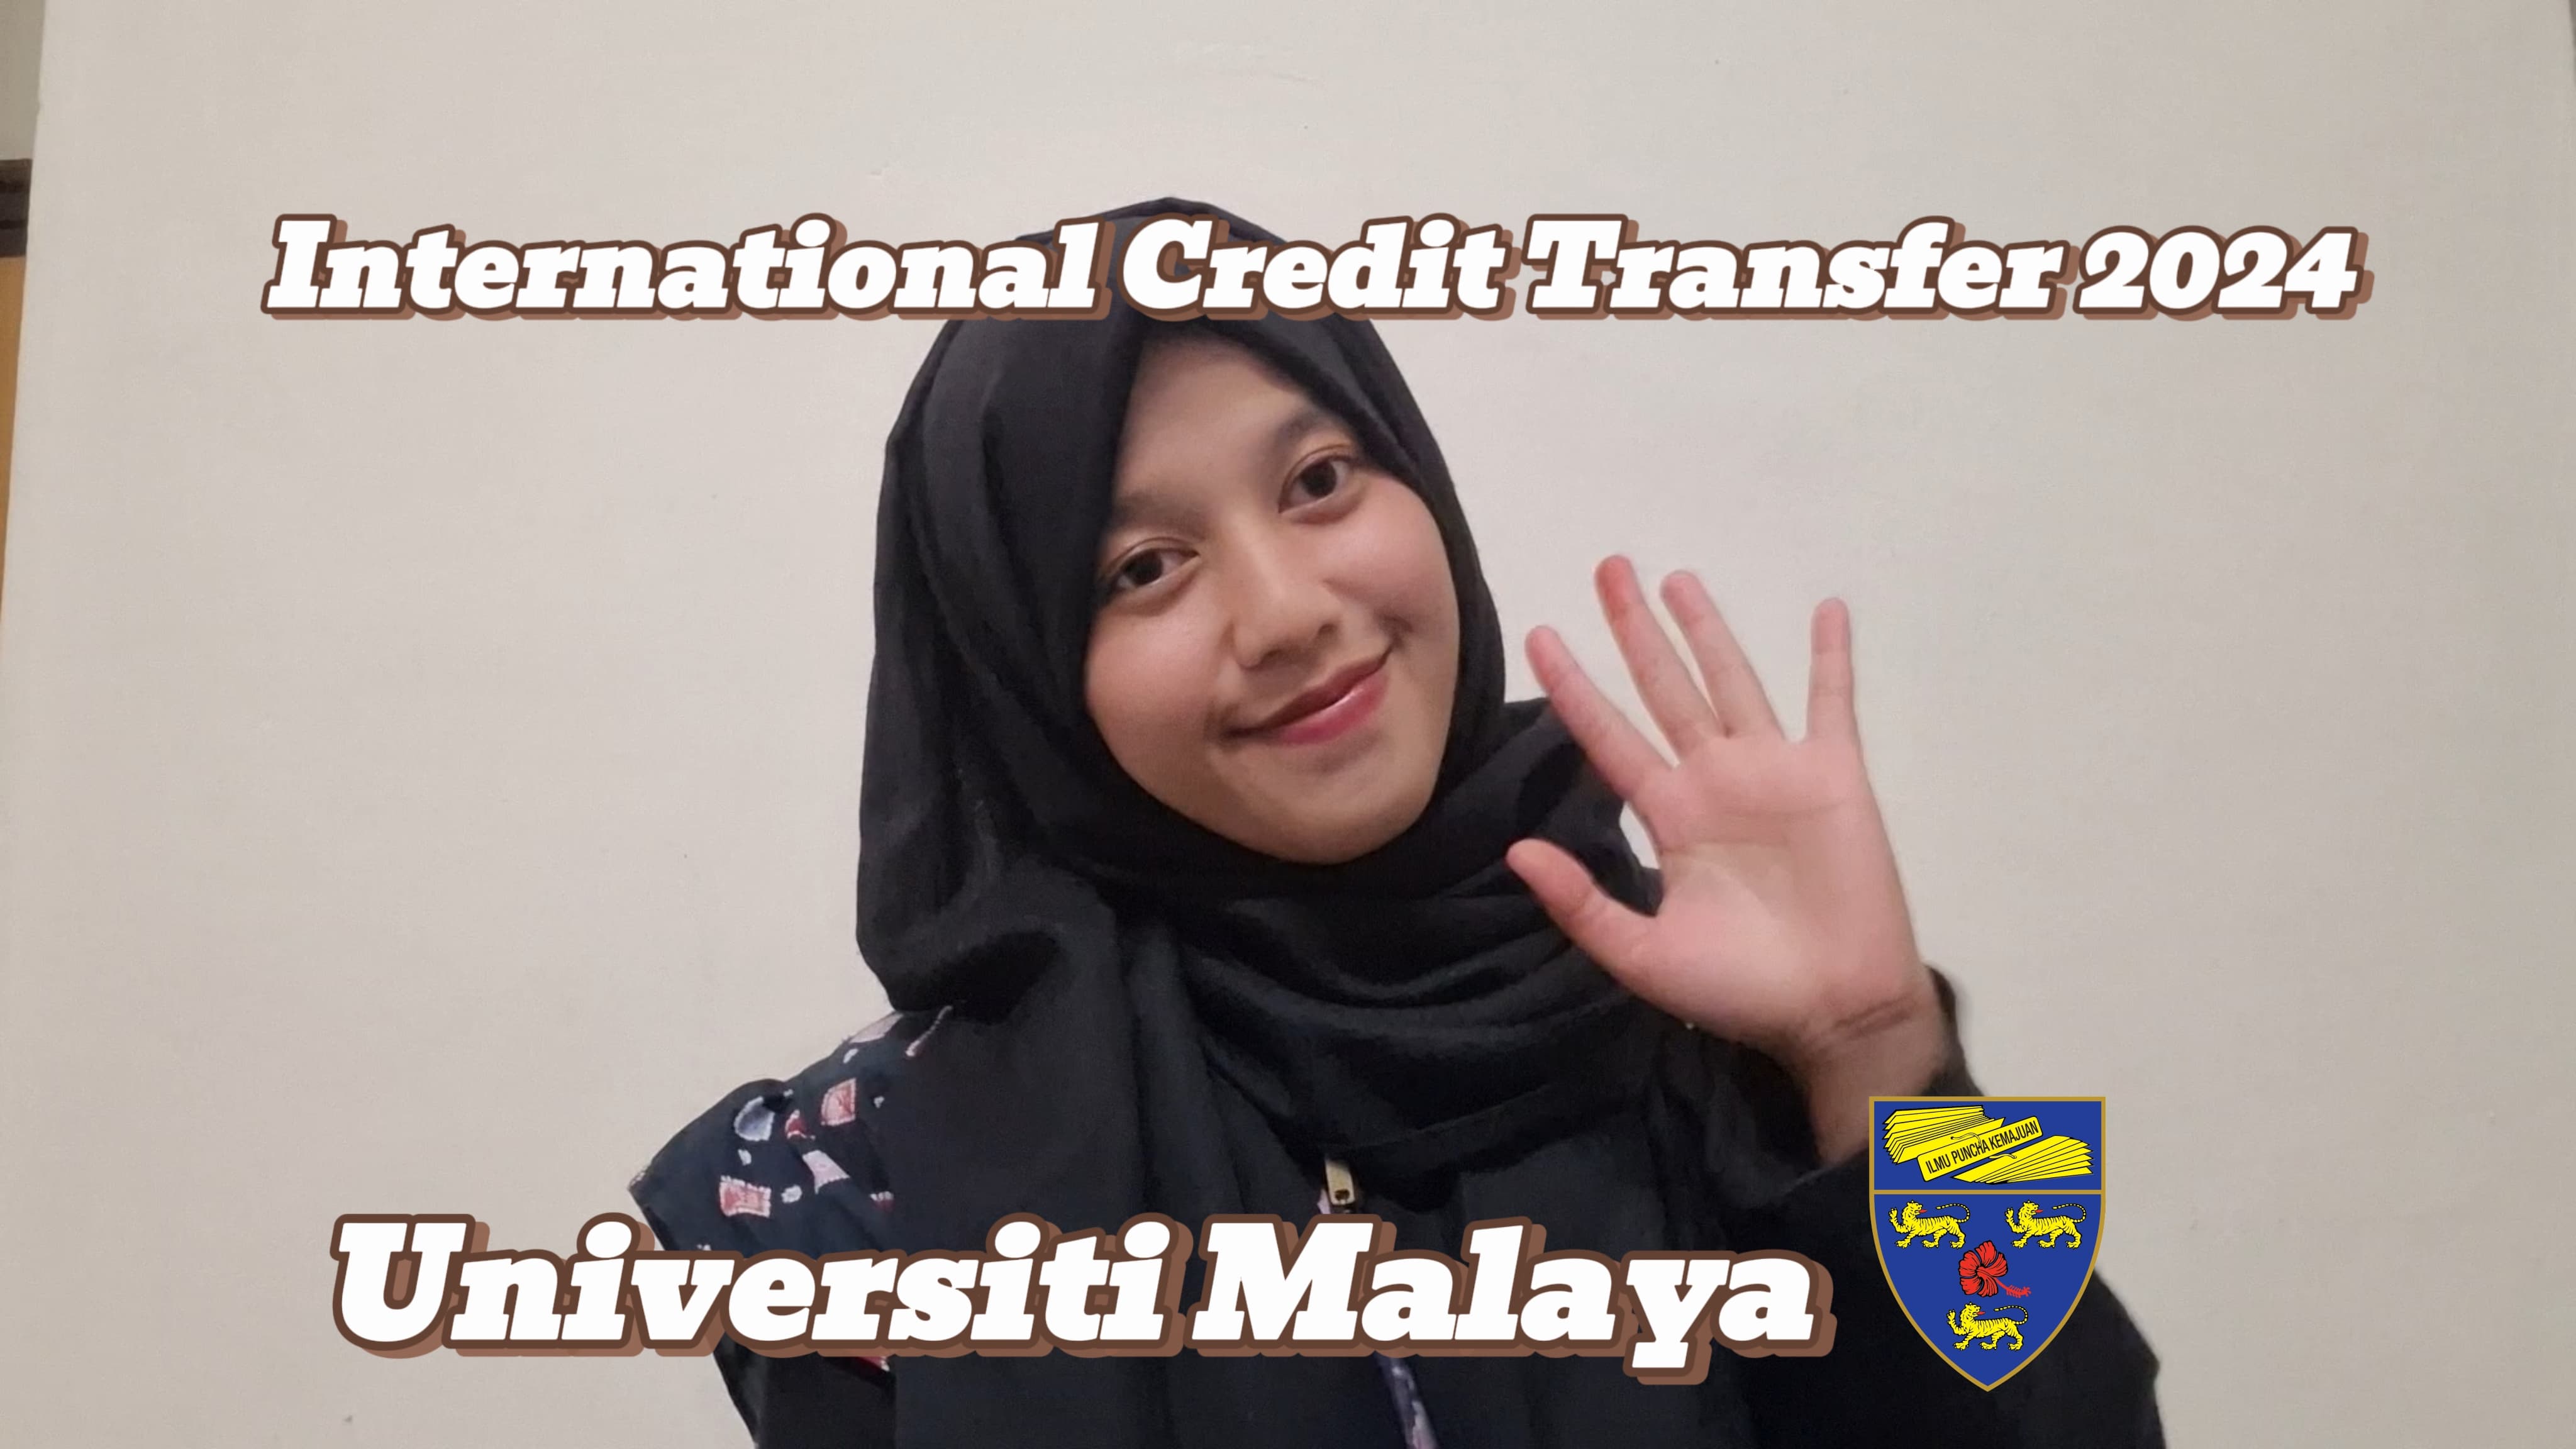 International Credit Transfer 2024
ILMU PUNCHA KEMAJUAN
Universiti Malaya